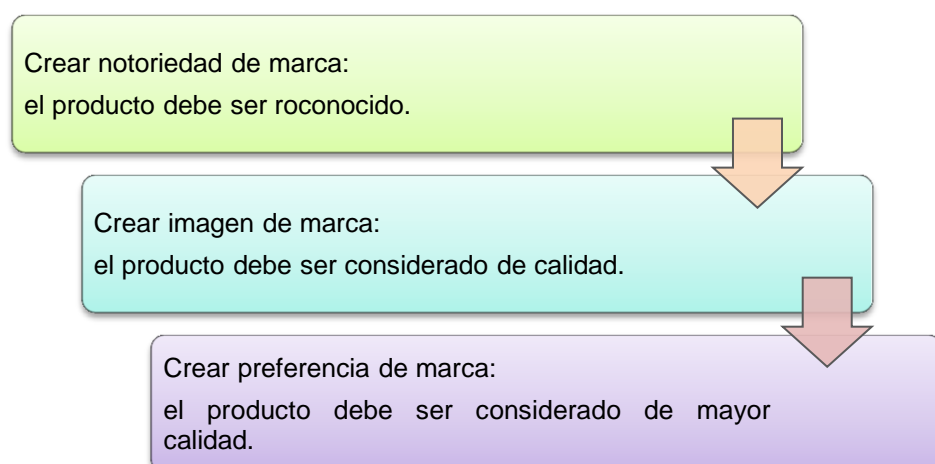 Crear notoriedad de marca:
el producto debe ser roconocido.
Crear imagen de marca:
el producto debe ser considerado de calidad.
Crear preferencia de marca:
el producto debe ser considerado de mayor
calidad.